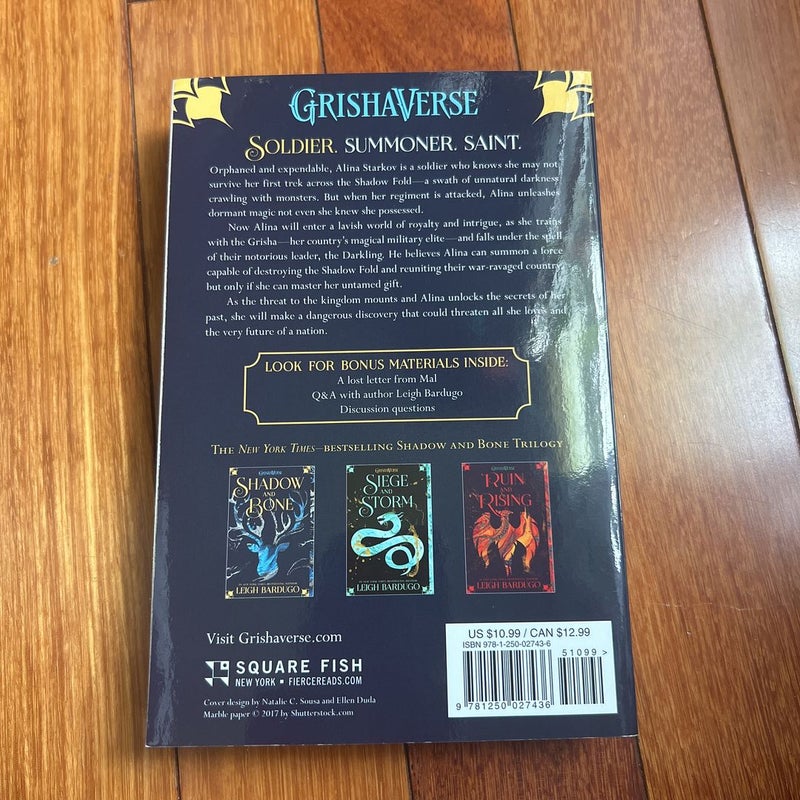 GRISHAVERSE
SOLDIER. SUMMONER. SAINT.
Orphaned and expendable, Alina Starkov is a soldier who knows she may not
survive her first trek across the Shadow Fold—a swath of unnatural darkness
crawling with monsters. But when her regiment is attacked, Alina unleashes
dormant magic not even she knew she possessed.
Now Alina will enter a lavish world of royalty and intrigue, as she trains
with the Grisha—her country's magical military elite—and falls under the spell
of their notorious leader, the Darkling. He believes Alina can summon a force
capable of destroying the Shadow Fold and reuniting their war-ravaged country,
but only if she can master her untamed gift.
As the threat to the kingdom mounts and Alina unlocks the secrets of her
past, she will make a dangerous discovery that could threaten all she loves and
the very future of a nation.
LOOK FOR BONUS MATERIALS INSIDE:
A lost letter from Mal
Q&A with author Leigh Bardugo
Discussion questions
THE NEW YORK TIMES–BESTSELLING SHADOW AND BONE TRILOGY
GRISHAVERSE
SHADOW
AND
BONE
LEIGH BARDUGO
GRISHAVERSE
SIEGE
AND
STORM
LEIGH BARDUGO
GRISHAVERSE
RUIN
AND
RISING
LEIGH BARDUGO
Visit Grishaverse.com
SQUARE FISH
NEW YORK • FIERCEREADS.COM
Cover design by Natalie C. Sousa and Ellen Duda
Marble paper © 2017 by Shutterstock.com
US $10.99 / CAN $12.99
ISBN 978-1-250-02743-6
51099>
9 781250 027436